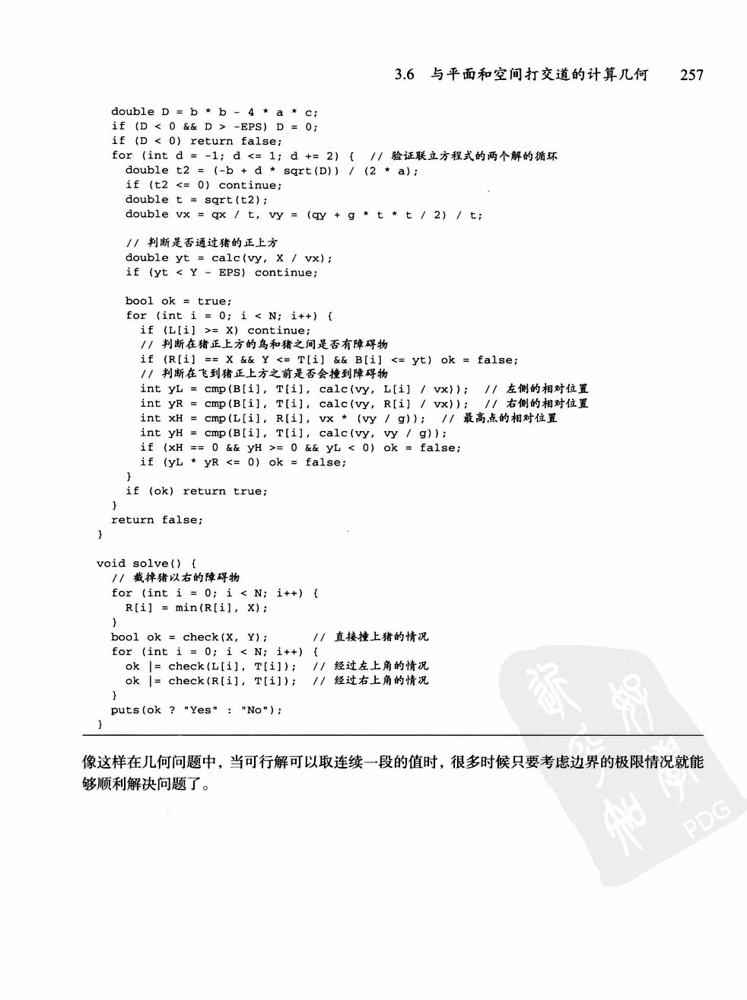 3.6 与平面和空间打交道的计算几何 257
double D = b * b - 4 * a * c;
if (D < 0 && D > -EPS) D = 0;
if (D < 0) return false;
for (int d = -1; d <= 1; d += 2) { // 验证联立方程式的两个解的循环
double t2 = (-b + d * sqrt(D)) / (2 * a);
if (t2 <= 0) continue;
double t = sqrt(t2);
double vx = qx / t, vy = (qy + g * t * t / 2) / t;
// 判断是否通过猪的正上方
double yt = calc(vy, X / vx);
if (yt < Y - EPS) continue;
bool ok = true;
for (int i = 0; i < N; i++) {
if (L[i] >= X) continue;
// 判断在猪正上方的鸟和猪之间是否有障碍物
if (R[i] == X && Y <= T[i] && B[i] <= yt) ok = false;
// 判断在飞到猪正上方之前是否会撞到障碍物
int yL = cmp(B[i], T[i], calc(vy, L[i] / vx)); // 左侧的相对位置
int yR = cmp(B[i], T[i], calc(vy, R[i] / vx)); // 右侧的相对位置
int xH = cmp(L[i], R[i], vx * (vy / g)); // 最高点的相对位置
int yH = cmp(B[i], T[i], calc(vy, vy / g));
if (xH == 0 && yH >= 0 && yL < 0) ok = false;
if (yL * yR <= 0) ok = false;
}
if (ok) return true;
}
return false;
}
void solve() {
// 截掉猪以右的障碍物
for (int i = 0; i < N; i++) {
R[i] = min(R[i], X);
}
bool ok = check(X, Y); // 直接撞上猪的情况
for (int i = 0; i < N; i++) {
ok |= check(L[i], T[i]); // 经过左上角的情况
ok |= check(R[i], T[i]); // 经过右上角的情况
}
puts(ok ? "Yes" : "No");
}
像这样在几何问题中，当可行解可以取连续一段的值时，很多时候只要考虑边界的极限情况就能
够顺利解决问题了。
PDG